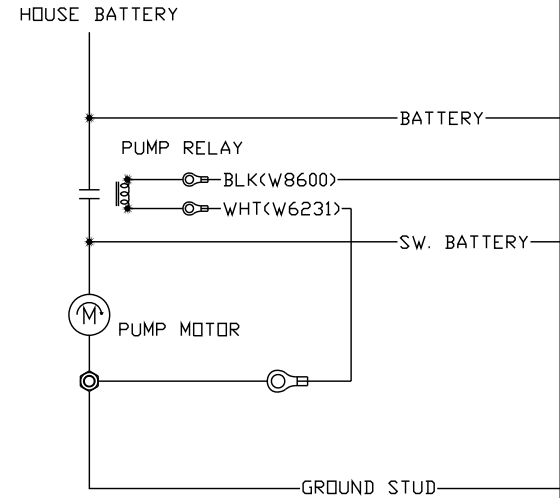 HOUSE BATTERY
BATTERY
PUMP RELAY
BLK(W8600)
WHT(W6231)
SW. BATTERY
M
PUMP MOTOR
GROUND STUD